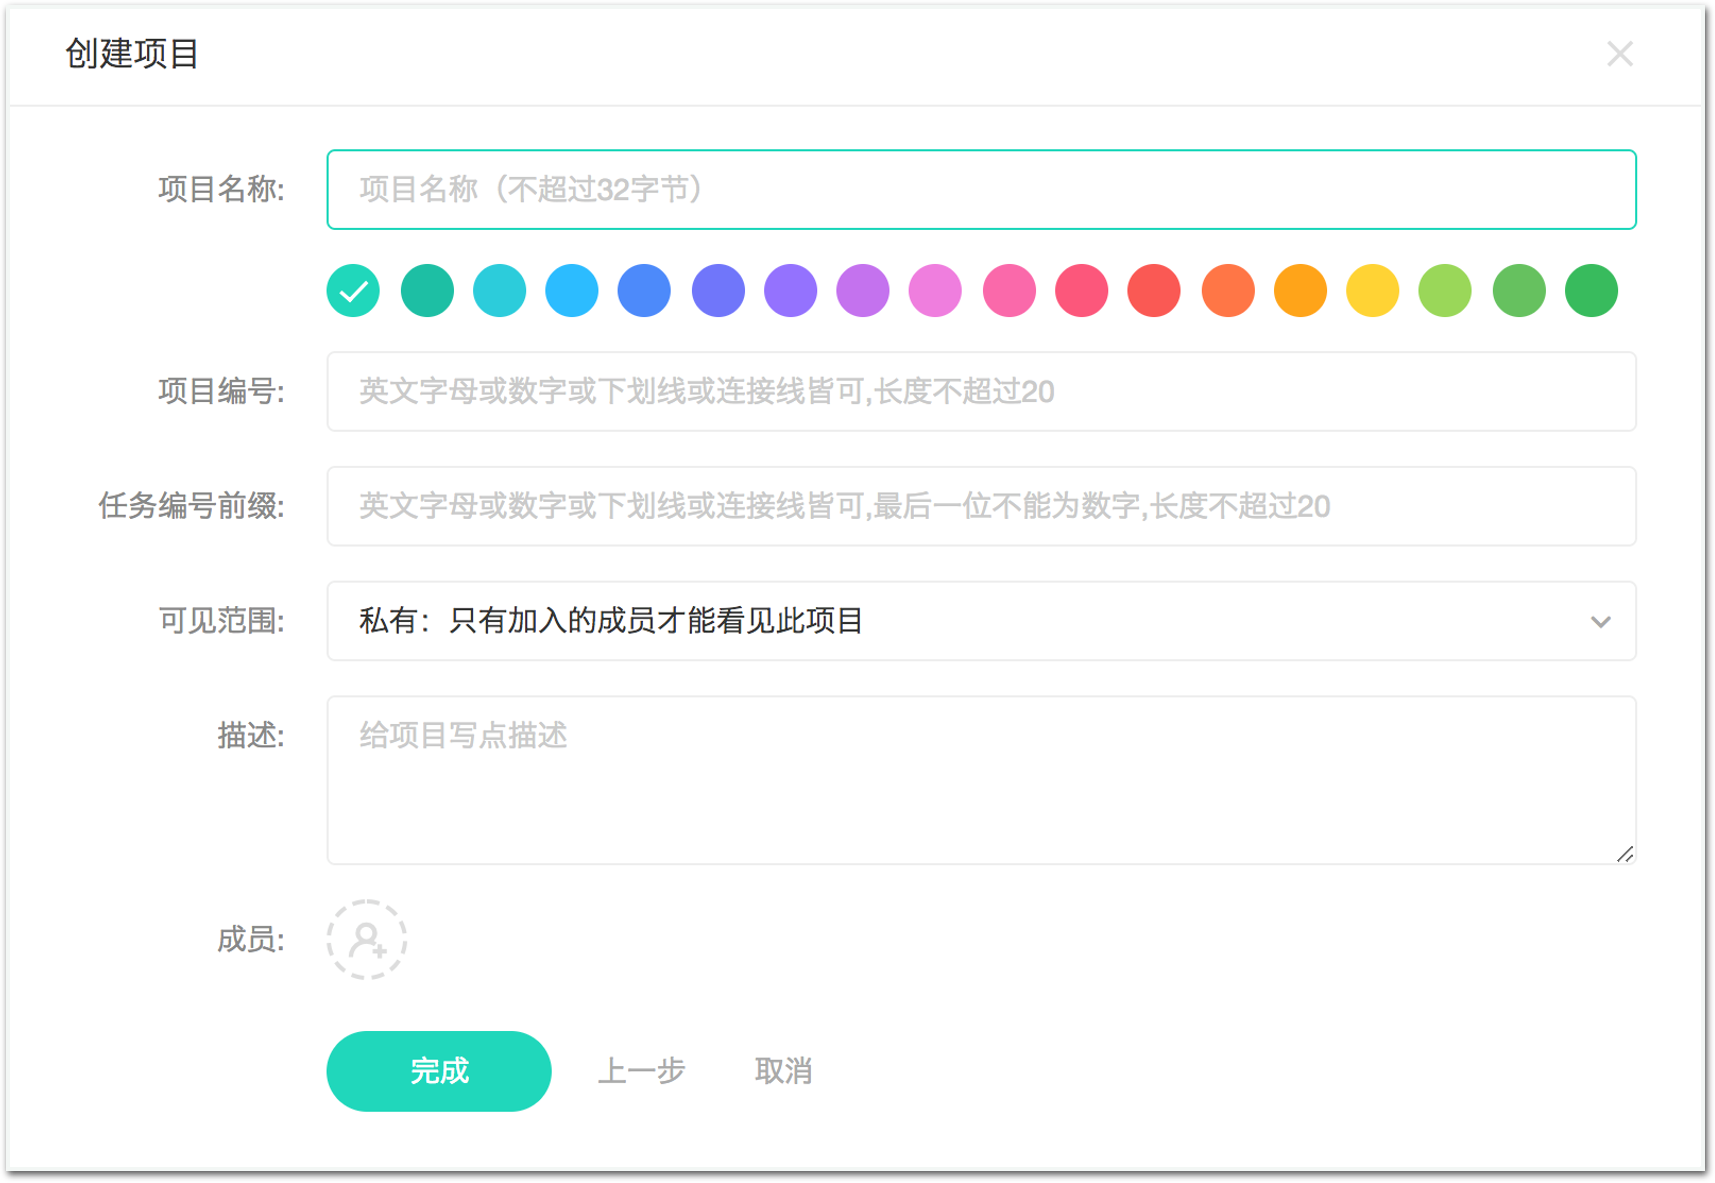 创建项目
项目名称: 项目名称（不超过32字节）
项目编号: 英文字母或数字或下划线或连接线皆可,长度不超过20
任务编号前缀: 英文字母或数字或下划线或连接线皆可,最后一位不能为数字,长度不超过20
可见范围: 私有：只有加入的成员才能看见此项目
描述: 给项目写点描述
成员:
完成 上一步 取消